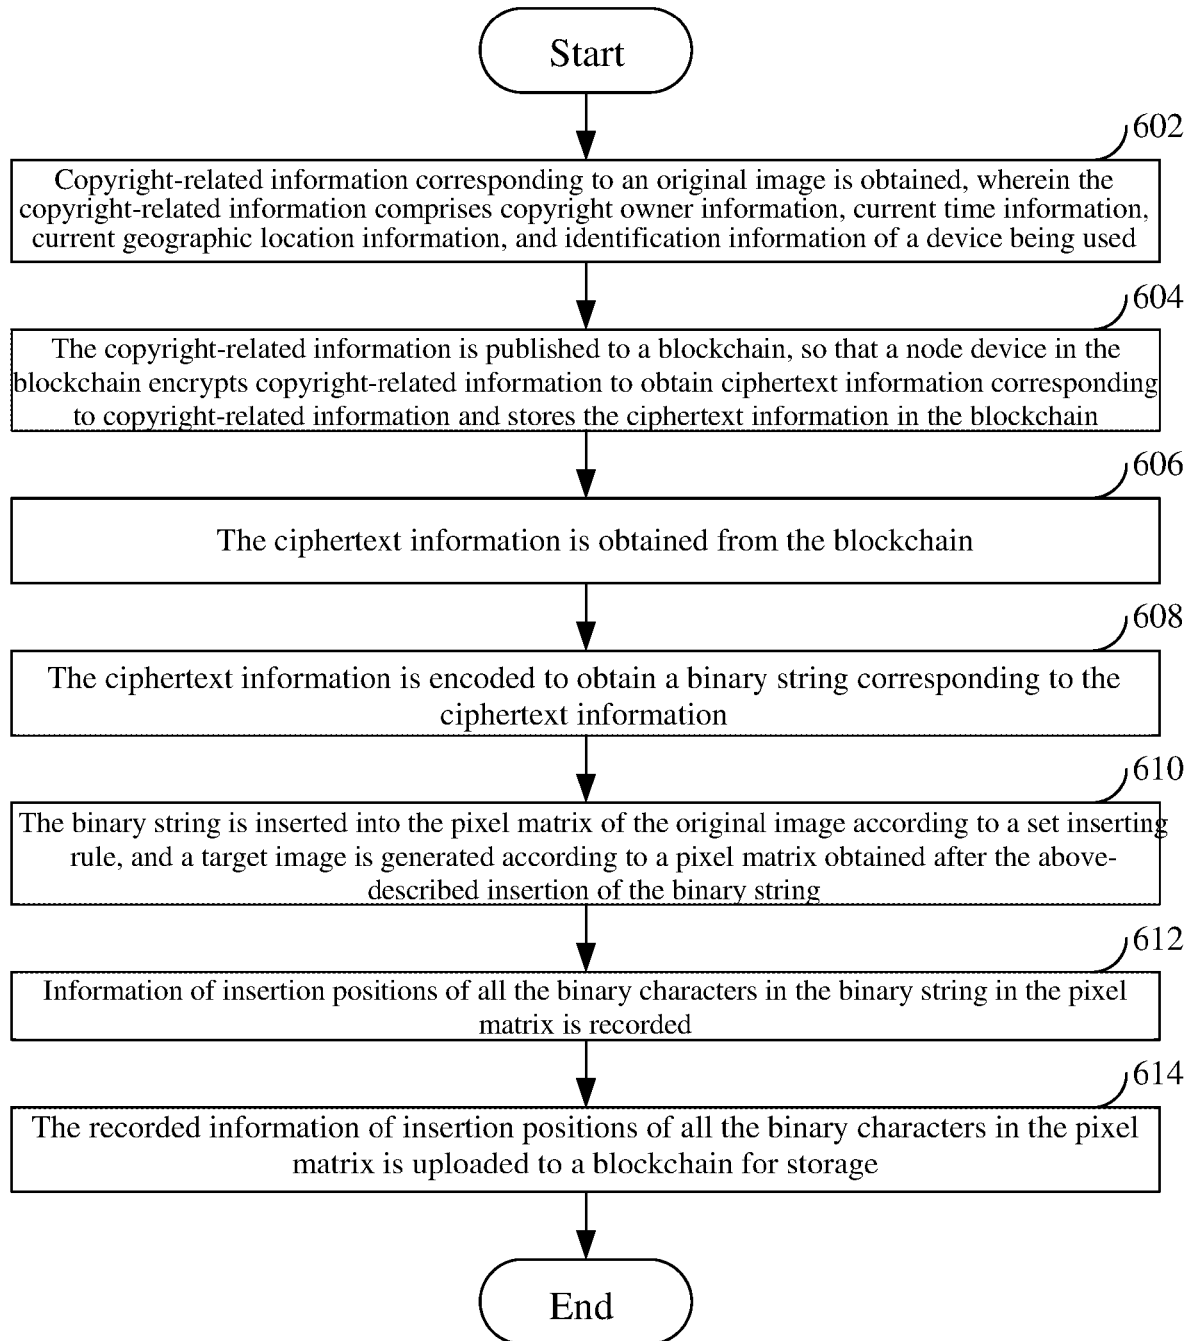 Start
602
Copyright-related information corresponding to an original image is obtained, wherein the
copyright-related information comprises copyright owner information, current time information,
current geographic location information, and identification information of a device being used
604
The copyright-related information is published to a blockchain, so that a node device in the
blockchain encrypts copyright-related information to obtain ciphertext information corresponding
to copyright-related information and stores the ciphertext information in the blockchain
606
The ciphertext information is obtained from the blockchain
608
The ciphertext information is encoded to obtain a binary string corresponding to the
ciphertext information
610
The binary string is inserted into the pixel matrix of the original image according to a set inserting
rule, and a target image is generated according to a pixel matrix obtained after the above-
described insertion of the binary string
612
Information of insertion positions of all the binary characters in the binary string in the pixel
matrix is recorded
614
The recorded information of insertion positions of all the binary characters in the pixel
matrix is uploaded to a blockchain for storage
End